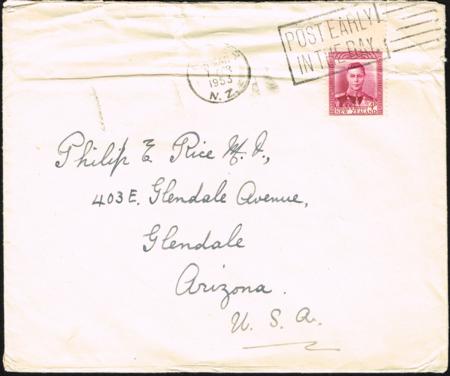 POST EARLY
IN THE DAY
1953
N.Z.
NEW ZEALAND
Philip E. Rice M.D.,
403 E. Glendale Avenue,
Glendale
Arizona.
U. S. A.